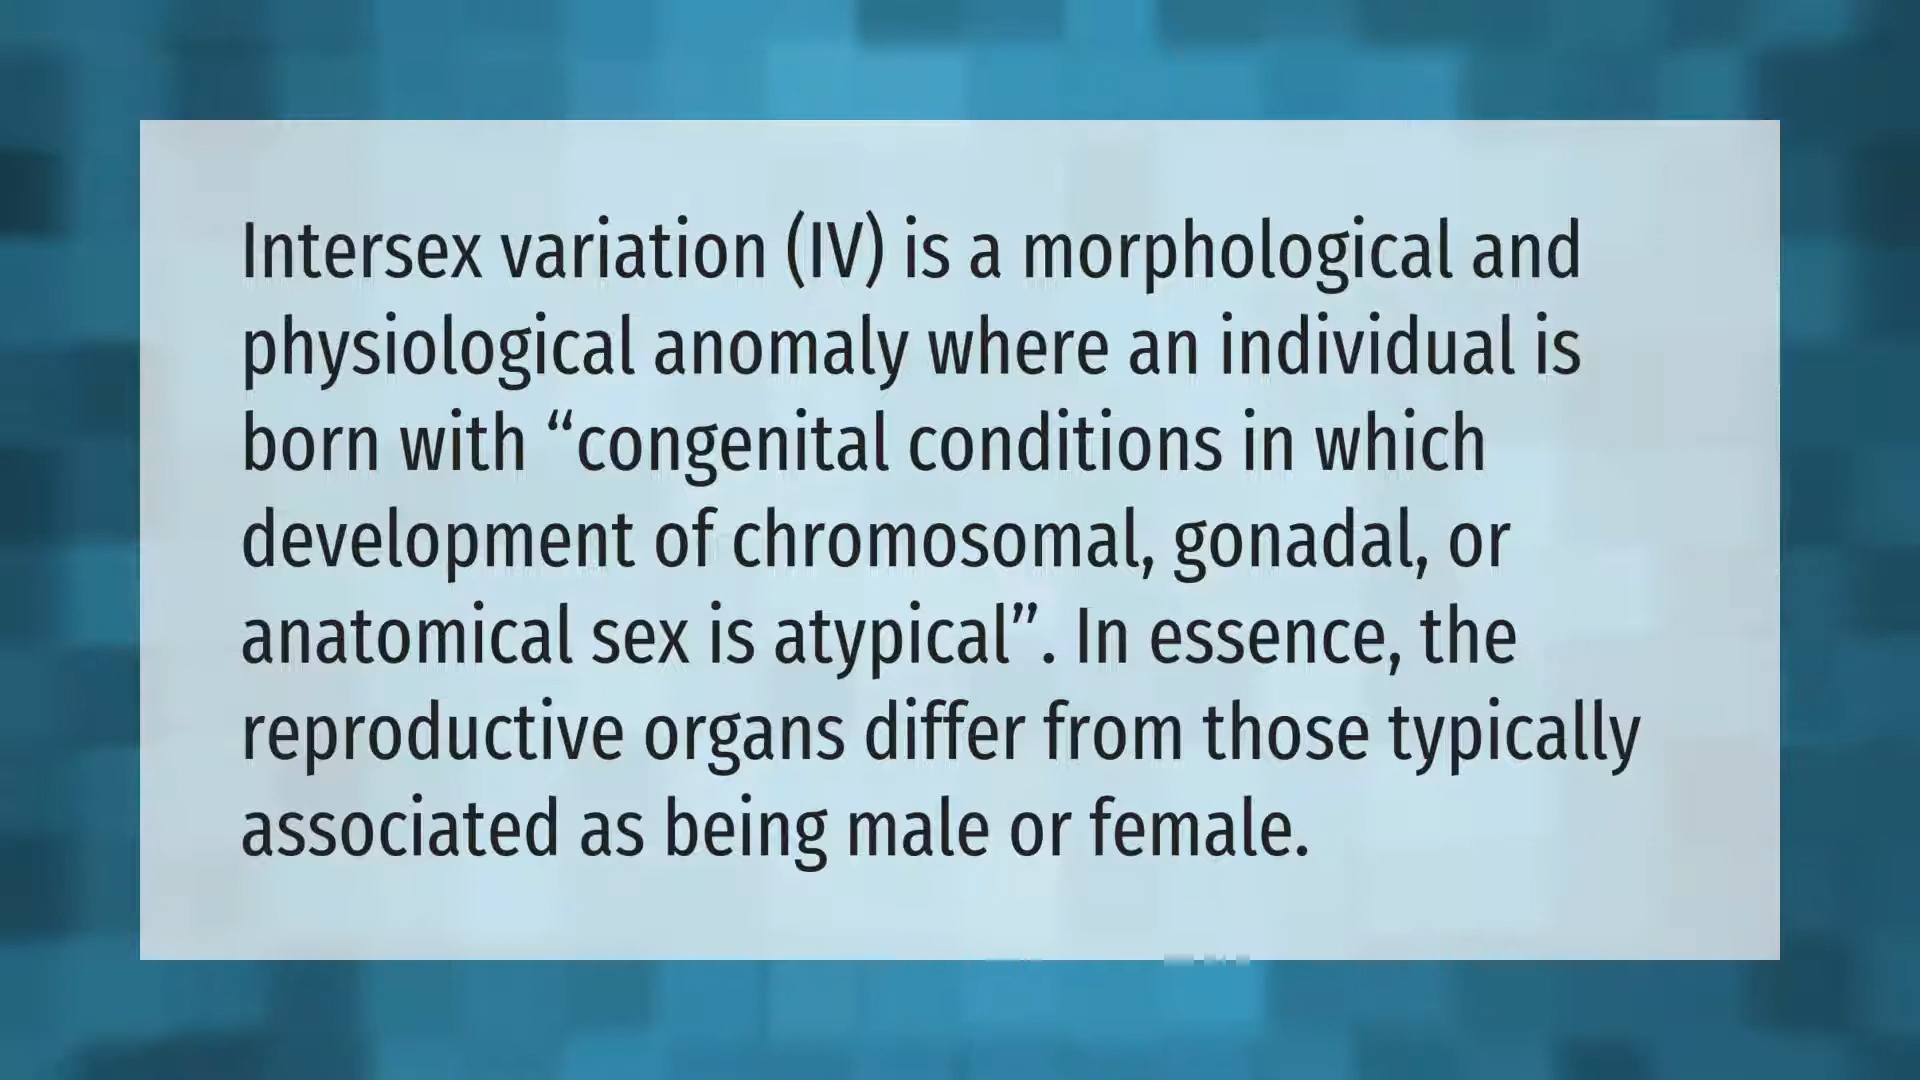 Intersex variation (IV) is a morphological and
physiological anomaly where an individual is
born with “congenital conditions in which
development of chromosomal, gonadal, or
anatomical sex is atypical”. In essence, the
reproductive organs differ from those typically
associated as being male or female.